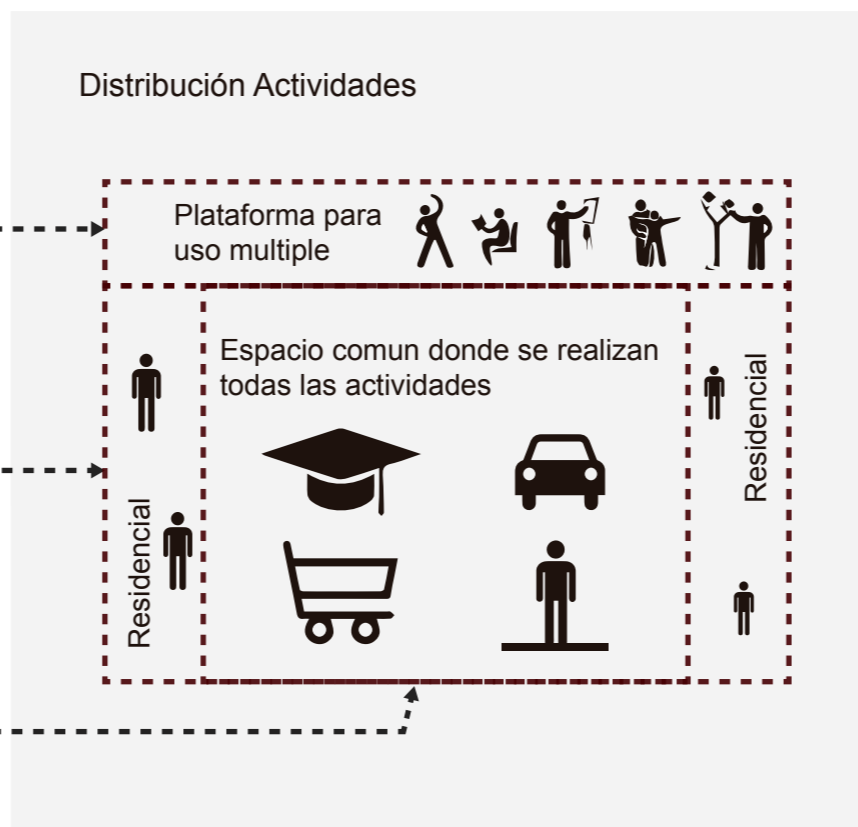 Distribución Actividades
Plataforma para
uso multiple
Espacio comun donde se realizan
todas las actividades
Residencial
Residencial